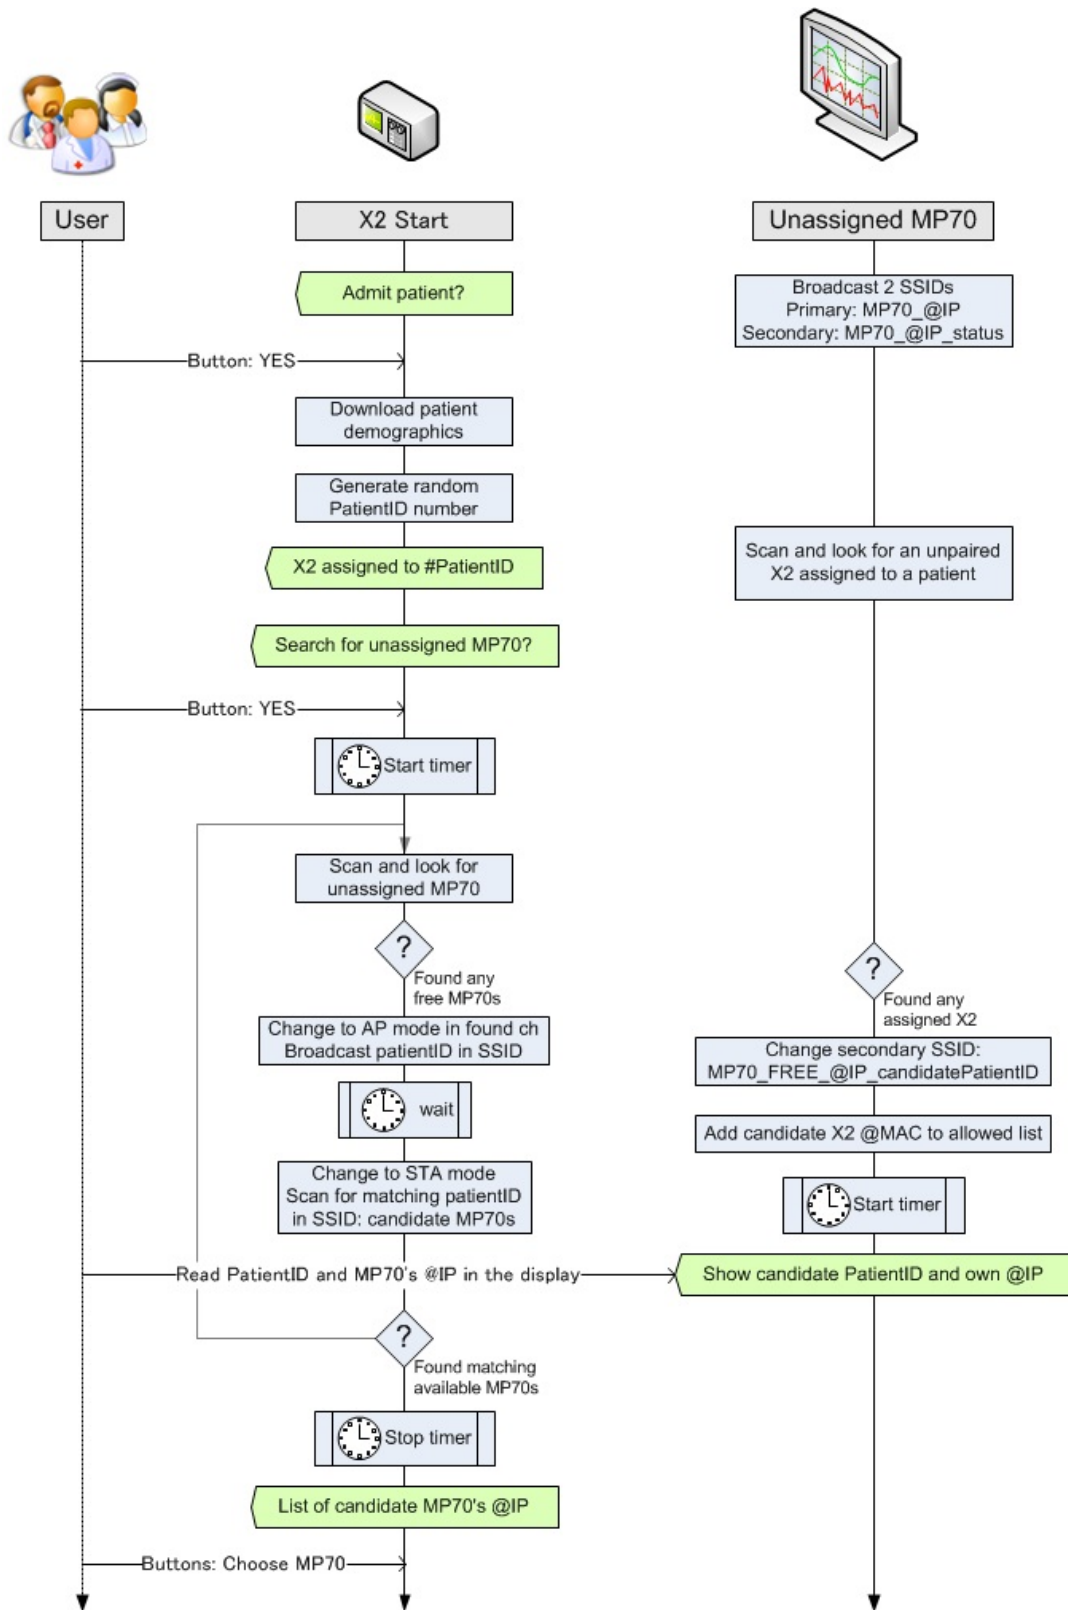 User
X2 Start
Unassigned MP70
Admit patient?
Broadcast 2 SSIDs
Primary: MP70_@IP
Secondary: MP70_@IP_status
Button: YES
Download patient
demographics
Generate random
PatientID number
X2 assigned to #PatientID
Scan and look for an unpaired
X2 assigned to a patient
Search for unassigned MP70?
Button: YES
Start timer
Scan and look for
unassigned MP70
?
Found any
free MP70s
?
Found any
assigned X2
Change to AP mode in found ch
Broadcast patientID in SSID
Change secondary SSID:
MP70_FREE_@IP_candidatePatientID
wait
Add candidate X2 @MAC to allowed list
Change to STA mode
Scan for matching patientID
in SSID: candidate MP70s
Start timer
Read PatientID and MP70's @IP in the display
Show candidate PatientID and own @IP
?
Found matching
available MP70s
Stop timer
List of candidate MP70's @IP
Buttons: Choose MP70